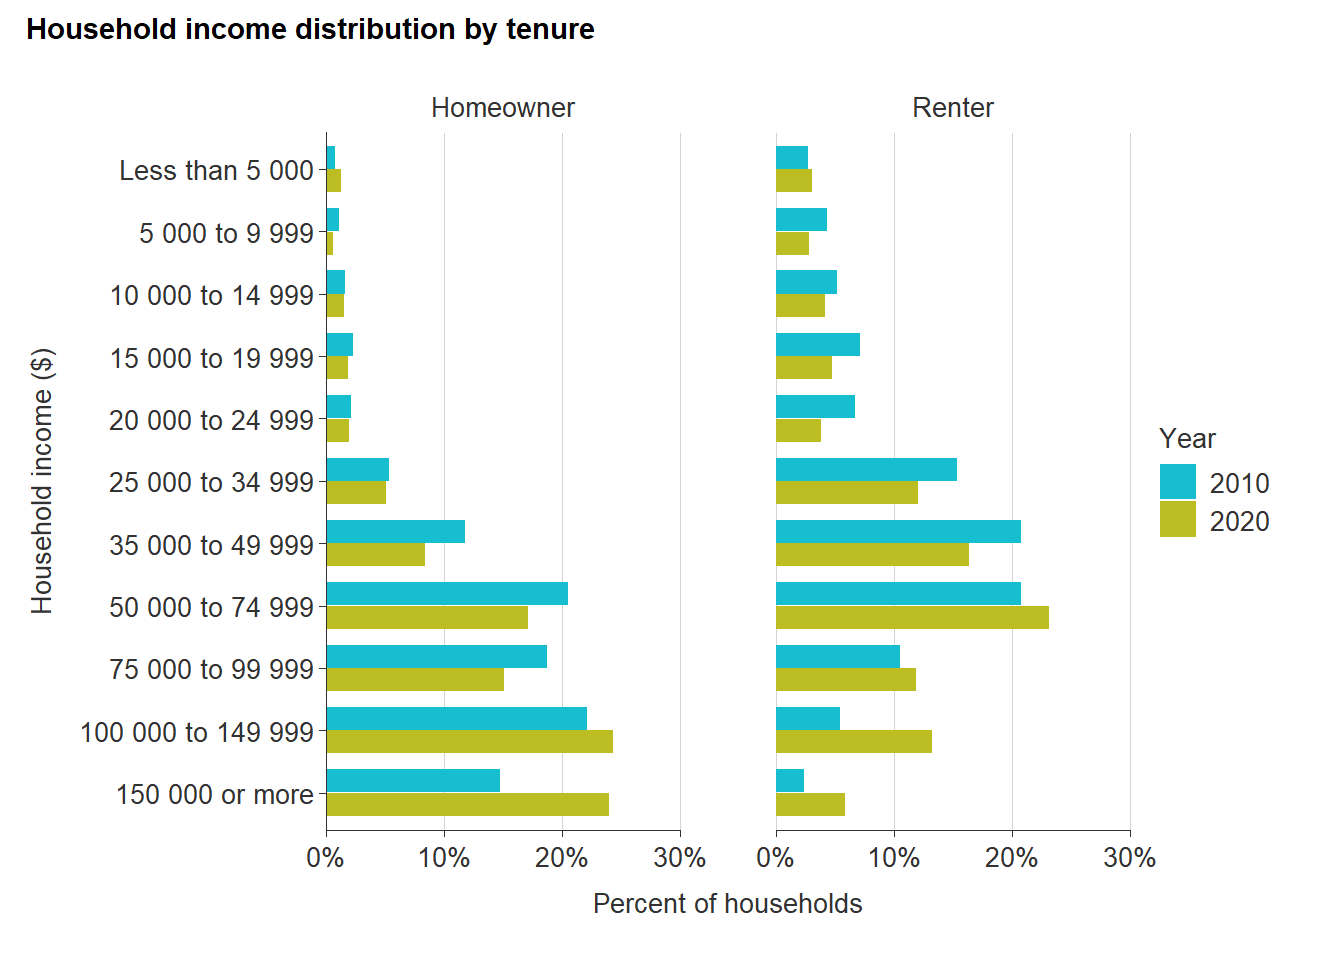 Household income distribution by tenure
Homeowner
Renter
Household income ($)
Less than 5 000
5 000 to 9 999
10 000 to 14 999
15 000 to 19 999
20 000 to 24 999
25 000 to 34 999
35 000 to 49 999
50 000 to 74 999
75 000 to 99 999
100 000 to 149 999
150 000 or more
0% 10% 20% 30%
0% 10% 20% 30%
Percent of households
Year
2010
2020